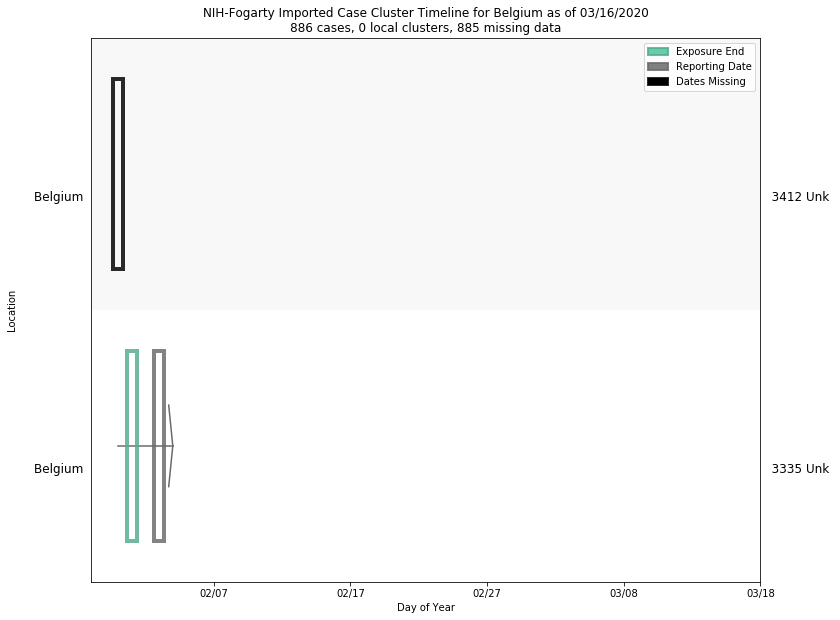 NIH-Fogarty Imported Case Cluster Timeline for Belgium as of 03/16/2020
886 cases, 0 local clusters, 885 missing data
Exposure End
Reporting Date
Dates Missing
Belgium
3412 Unk
Location
Belgium
3335 Unk
02/07
02/17
02/27
03/08
03/18
Day of Year